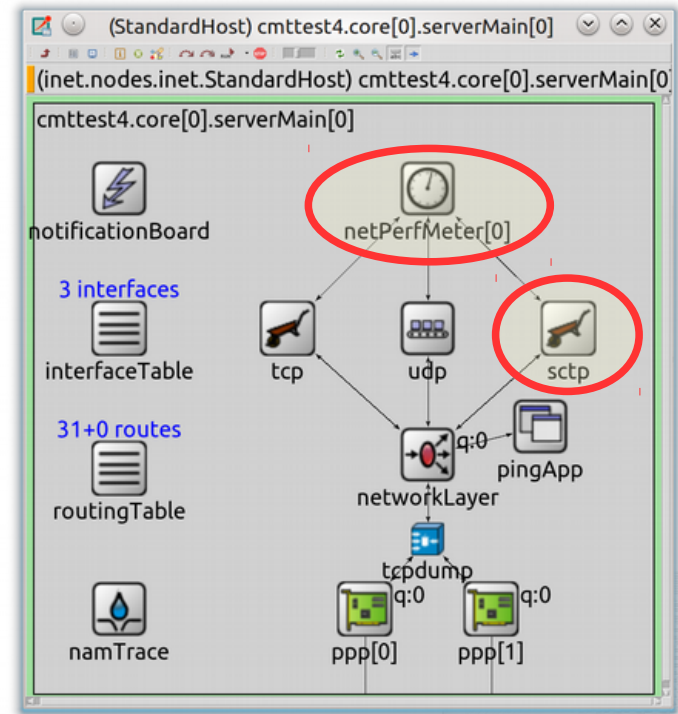 (StandardHost) cmttest4.core[0].serverMain[0]
(inet.nodes.inet.StandardHost) cmttest4.core[0].serverMain[0]
cmttest4.core[0].serverMain[0]
notificationBoard
netPerfMeter[0]
3 interfaces
interfaceTable
tcp
udp
sctp
31+0 routes
routingTable
q:0
networkLayer
pingApp
tcpdump
q:0
q:0
namTrace
ppp[0]
ppp[1]